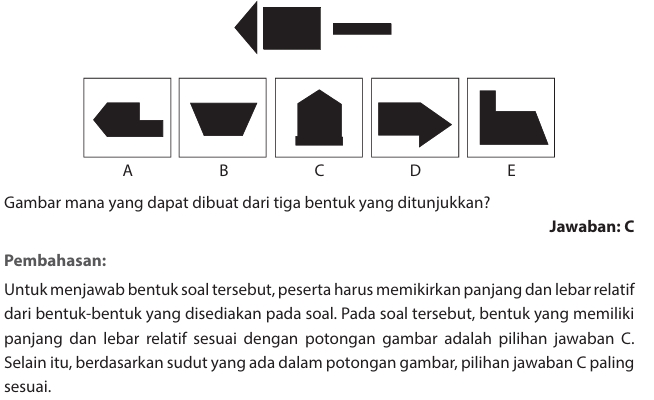 A B C D E
Gambar mana yang dapat dibuat dari tiga bentuk yang ditunjukkan?
Jawaban: C
Pembahasan:
Untuk menjawab bentuk soal tersebut, peserta harus memikirkan panjang dan lebar relatif
dari bentuk-bentuk yang disediakan pada soal. Pada soal tersebut, bentuk yang memiliki
panjang dan lebar relatif sesuai dengan potongan gambar adalah pilihan jawaban C.
Selain itu, berdasarkan sudut yang ada dalam potongan gambar, pilihan jawaban C paling
sesuai.